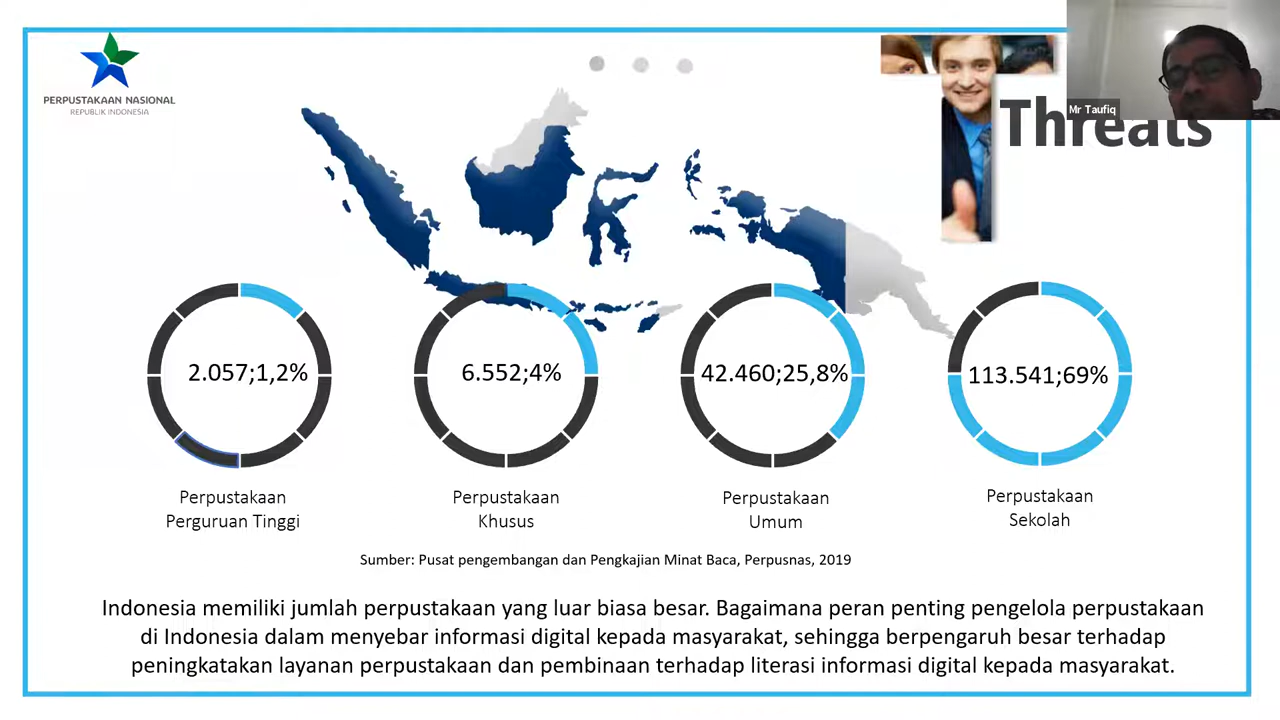 PERPUSTAKAAN NASIONAL
REPUBLIK INDONESIA
Mr Taufiq
Threats
2.057;1,2%
6.552;4%
42.460;25,8%
113.541;69%
Perpustakaan
Perguruan Tinggi
Perpustakaan
Khusus
Perpustakaan
Umum
Perpustakaan
Sekolah
Sumber: Pusat pengembangan dan Pengkajian Minat Baca, Perpusnas, 2019
Indonesia memiliki jumlah perpustakaan yang luar biasa besar. Bagaimana peran penting pengelola perpustakaan
di Indonesia dalam menyebar informasi digital kepada masyarakat, sehingga berpengaruh besar terhadap
peningkatakan layanan perpustakaan dan pembinaan terhadap literasi informasi digital kepada masyarakat.